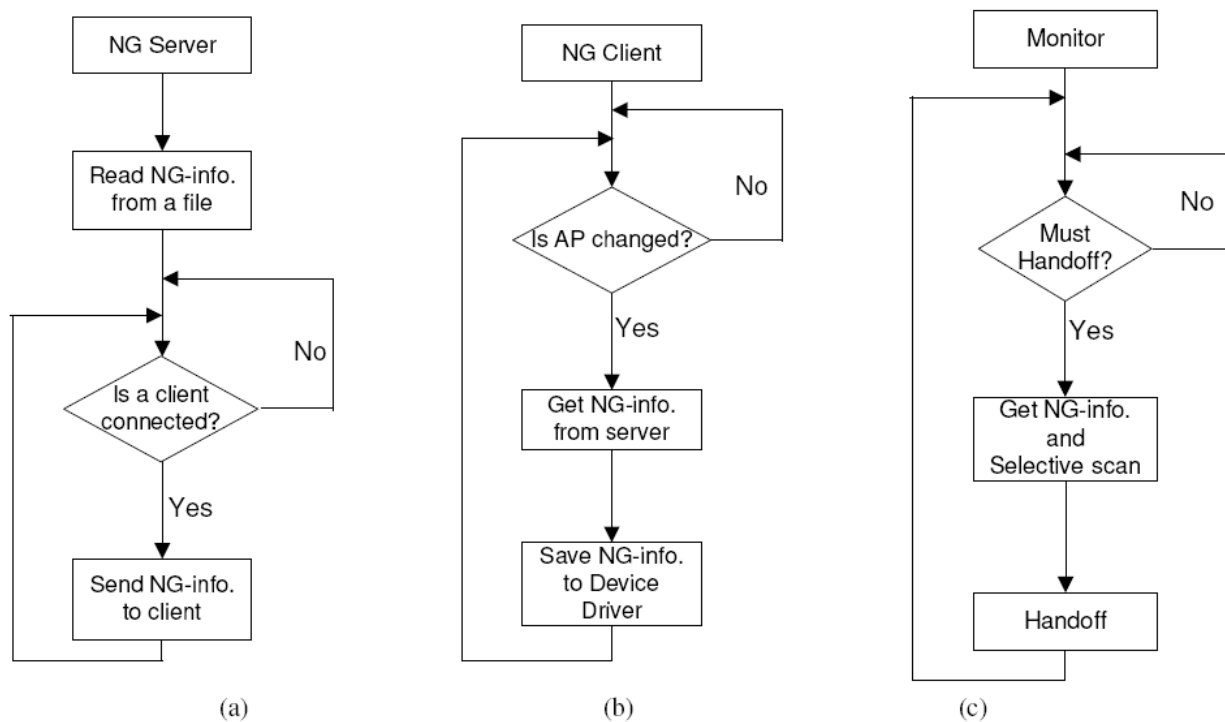 NG Server
Read NG-info.
from a file
No
Is a client
connected?
Yes
Send NG-info.
to client
(a)
NG Client
No
Is AP changed?
Yes
Get NG-info.
from server
Save NG-info.
to Device
Driver
(b)
Monitor
No
Must
Handoff?
Yes
Get NG-info.
and
Selective scan
Handoff
(c)